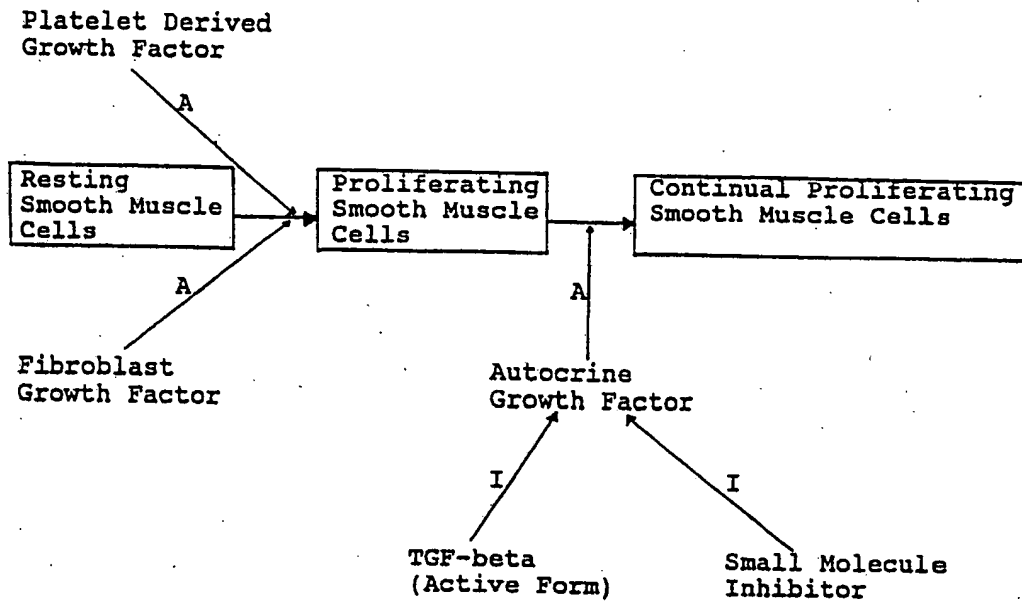 Platelet Derived
Growth Factor
A
Resting
Smooth Muscle
Cells
Proliferating
Smooth Muscle
Cells
Continual Proliferating
Smooth Muscle Cells
A
A
Fibroblast
Growth Factor
Autocrine
Growth Factor
I
I
TGF-beta
(Active Form)
Small Molecule
Inhibitor